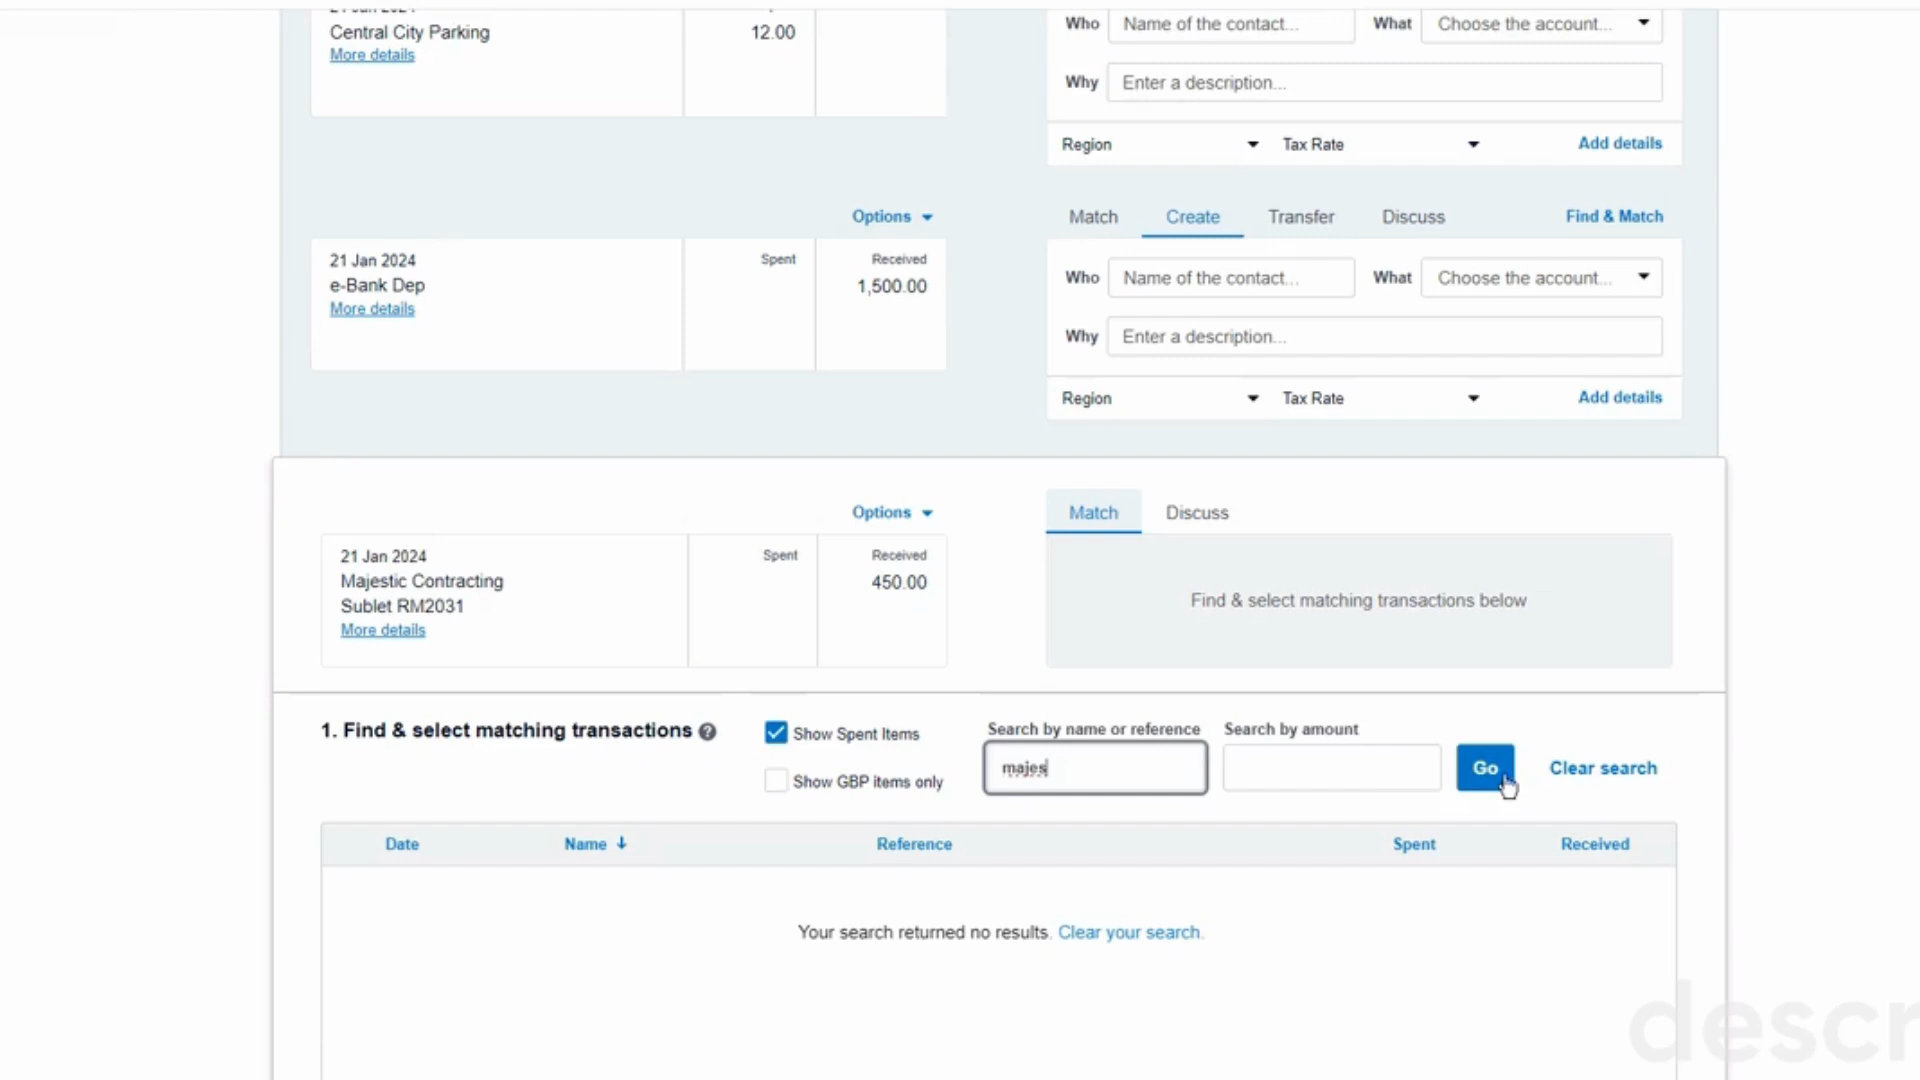 Central City Parking
12.00
More details
Who Name of the contact... What Choose the account...
Why Enter a description...
Region Tax Rate Add details
Options
Match Create Transfer Discuss Find & Match
21 Jan 2024 Spent Received
e-Bank Dep 1,500.00
More details
Who Name of the contact... What Choose the account...
Why Enter a description...
Region Tax Rate Add details
Options
Match Discuss
21 Jan 2024 Spent Received
Majestic Contracting 450.00
Sublet RM2031
More details
Find & select matching transactions below
1. Find & select matching transactions ?
Show Spent Items
Show GBP items only
Search by name or reference
majes
Search by amount
Go
Clear search
Date Name Reference Spent Received
Your search returned no results. Clear your search.
descr